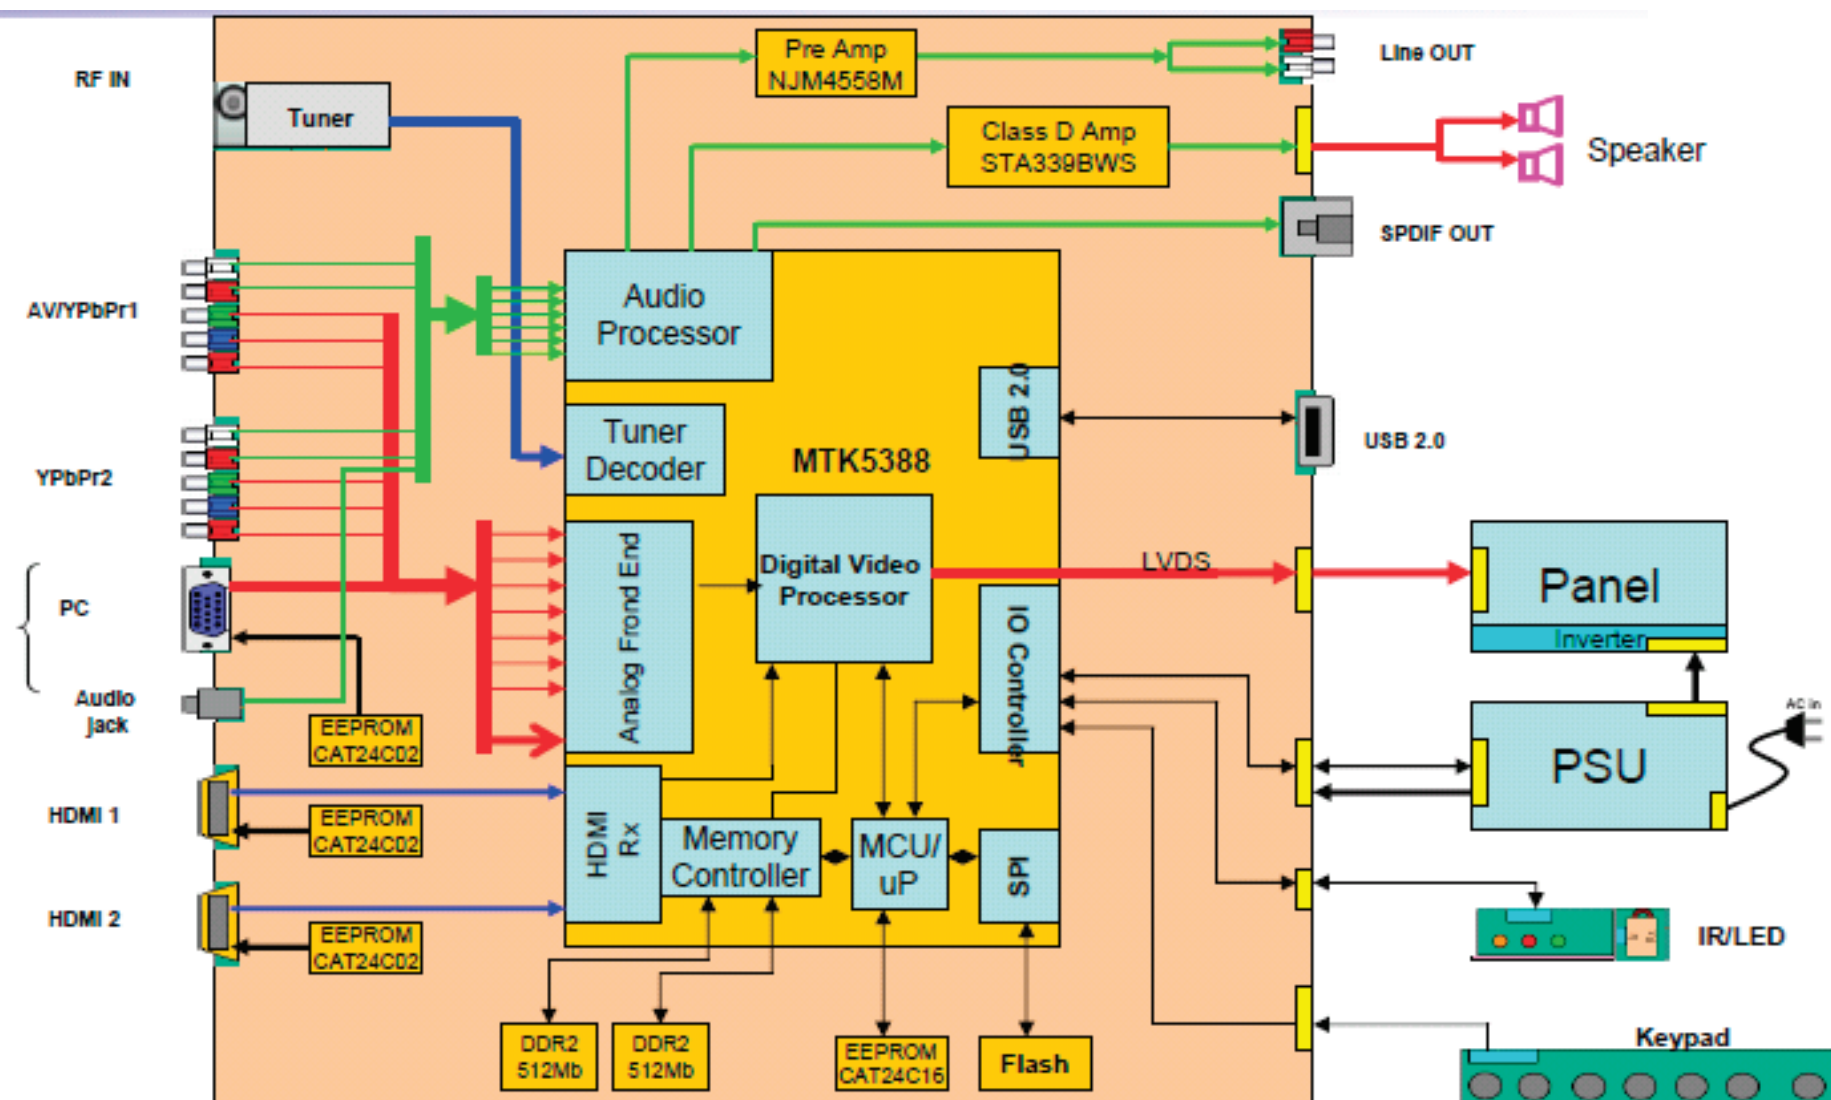 RF IN
Tuner
Pre Amp
NJM4558M
Line OUT
Class D Amp
STA339BWS
Speaker
SPDIF OUT
AV/YPbPr1
Audio
Processor
USB 2.0
USB 2.0
Tuner
Decoder
MTK5388
YPbPr2
Analog Frond End
Digital Video
Processor
LVDS
Panel
Inverter
PC
IO Controller
Audio
jack
EEPROM
CAT24C02
AC in
PSU
HDMI 1
EEPROM
CAT24C02
HDMI
Rx
Memory
Controller
MCU/
uP
SPI
HDMI 2
EEPROM
CAT24C02
IR/LED
DDR2
512Mb
DDR2
512Mb
EEPROM
CAT24C16
Flash
Keypad